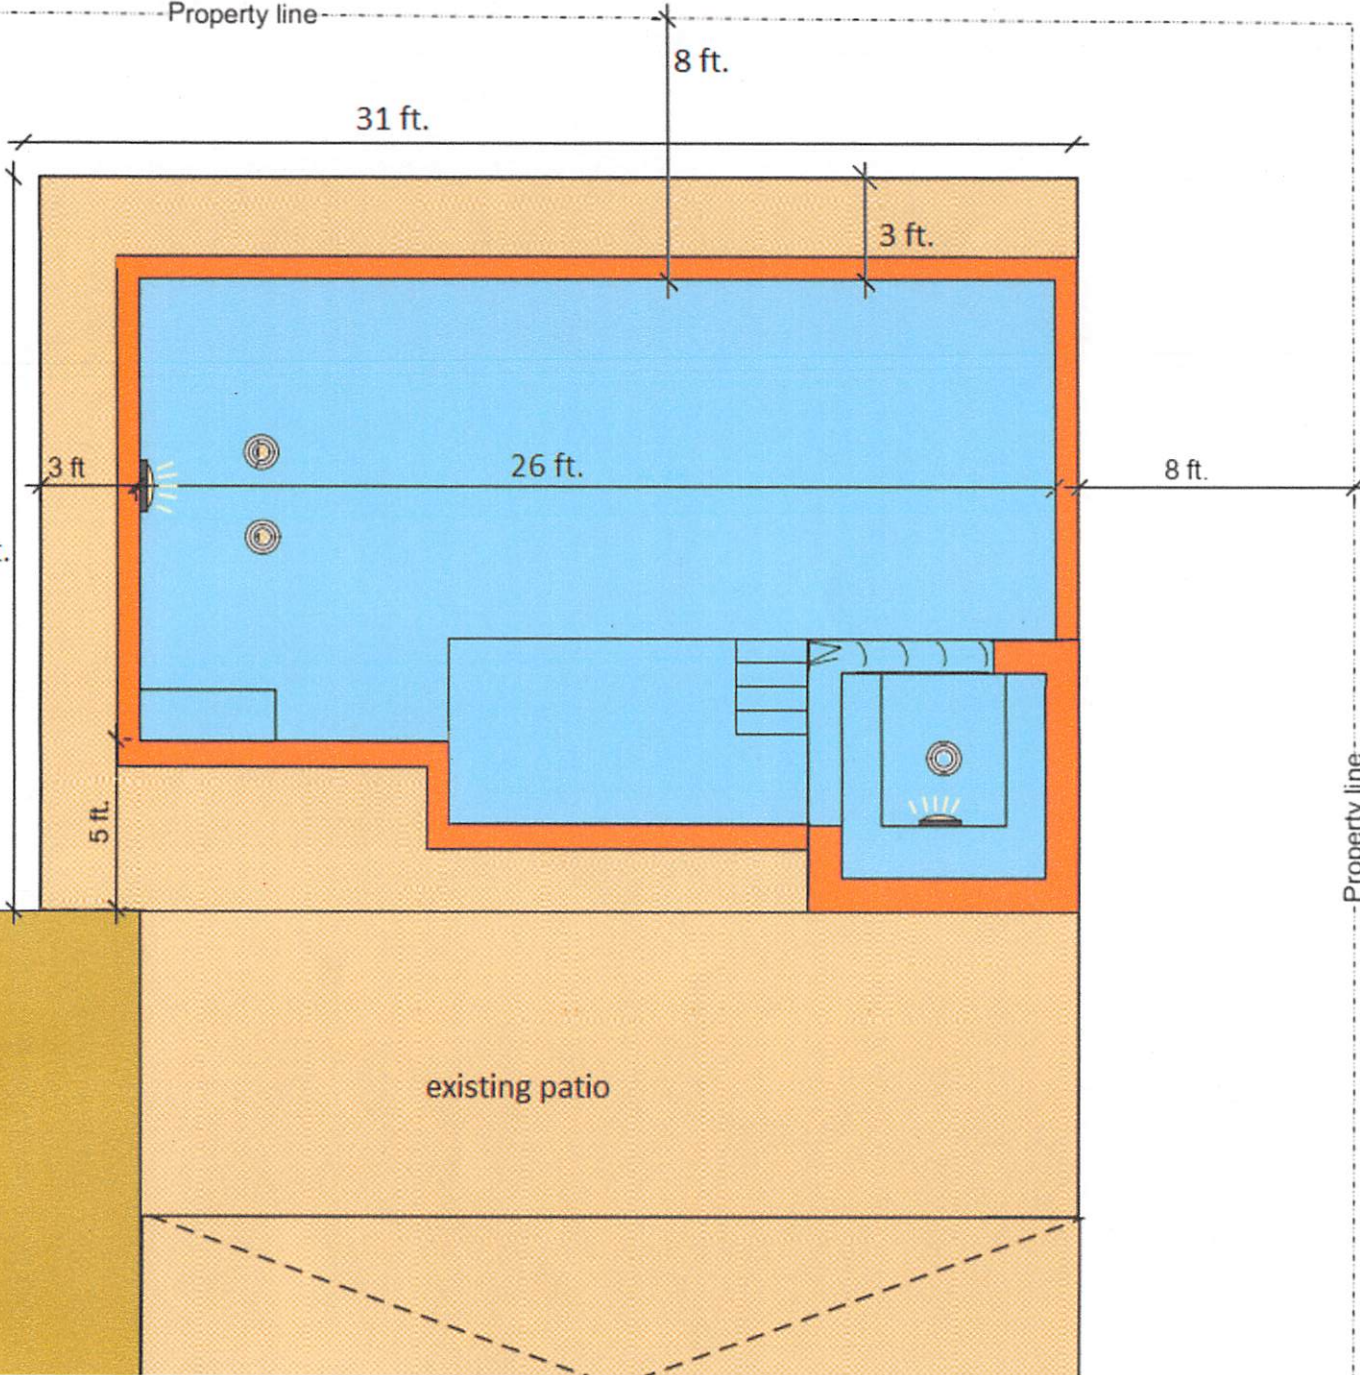 Property line
8 ft.
31 ft.
3 ft.
3 ft
26 ft.
8 ft.
5 ft.
Property line
existing patio